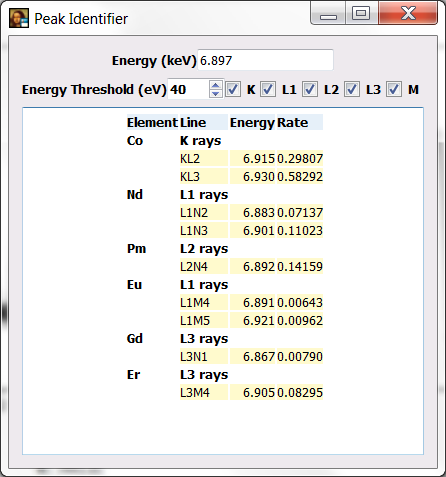 Peak Identifier
Energy (keV) 6.897
Energy Threshold (eV) 40 K L1 L2 L3 M
Element Line Energy Rate
Co K rays
KL2 6.915 0.29807
KL3 6.930 0.58292
Nd L1 rays
L1N2 6.883 0.07137
L1N3 6.901 0.11023
Pm L2 rays
L2N4 6.892 0.14159
Eu L1 rays
L1M4 6.891 0.00643
L1M5 6.921 0.00962
Gd L3 rays
L3N1 6.867 0.00790
Er L3 rays
L3M4 6.905 0.08295